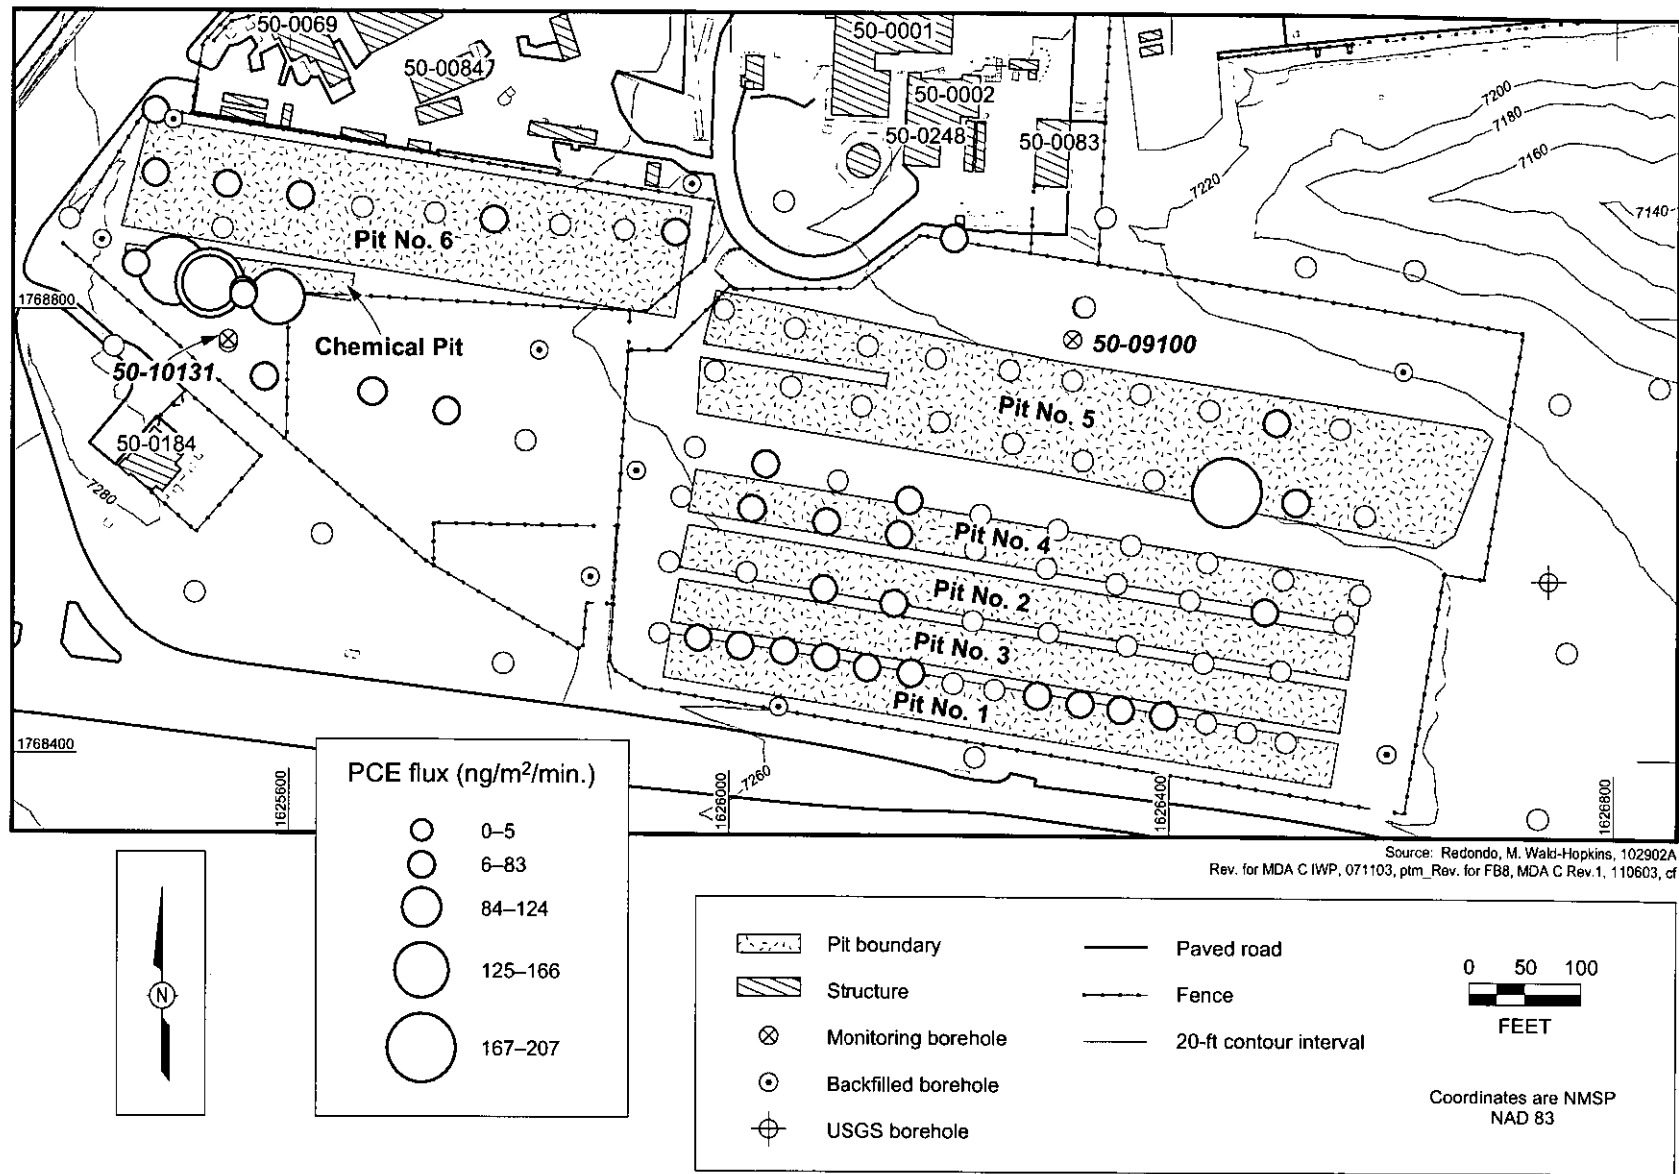 50-0069
50-0084
50-0001
50-0002
50-0248
50-0083
7200
7180
7160
7220
7140
Pit No. 6
1768800
Chemical Pit
50-10131
50-09100
Pit No. 5
50-0184
7280
Pit No. 4
Pit No. 2
Pit No. 3
Pit No. 1
1768400
7260
1625600
1626000
1626400
1626800
PCE flux (ng/m²/min.)
0–5
6–83
84–124
125–166
167–207
Source: Redondo, M. Wald-Hopkins, 102902A
Rev. for MDA C IWP, 071103, ptm_Rev. for FB8, MDA C Rev.1, 110603, cf
N
Pit boundary
Structure
Monitoring borehole
Backfilled borehole
USGS borehole
Paved road
Fence
20-ft contour interval
0 50 100
FEET
Coordinates are NMSP
NAD 83